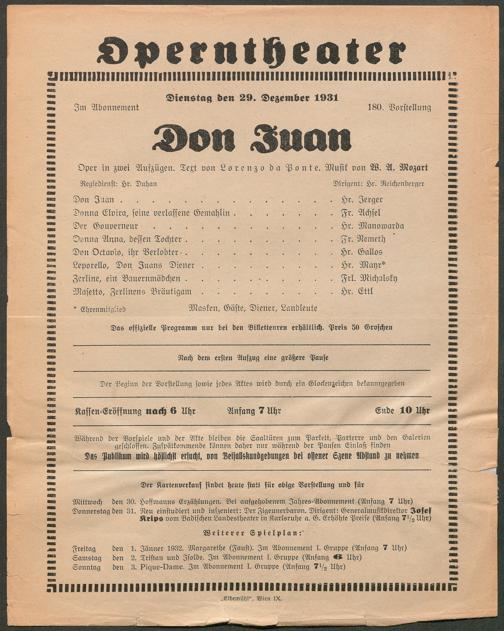 Operntheater
Dienstag den 29. Dezember 1931
Im Abonnement 180. Vorstellung
Don Juan
Oper in zwei Aufzügen. Text von Lorenzo da Ponte. Musik von W. A. Mozart
Regiedienst: Hr. Duhan Dirigent: Hr. Reichenberger
Don Juan . . . . . . . . . . Hr. Jerger
Donna Elvira, seine verlassene Gemahlin . . . . . Fr. Achsel
Der Gouverneur . . . . . . . . . Hr. Manowarda
Donna Anna, dessen Tochter . . . . . . . Fr. Nemeth
Don Octavio, ihr Verlobter . . . . . . . . Hr. Gallos
Leporello, Don Juans Diener . . . . . . . Hr. Mayr*
Zerline, ein Bauernmädchen . . . . . . . Frl. Michalsky
Masetto, Zerlinens Bräutigam . . . . . . . Hr. Ettl
* Ehrenmitglied Masken, Gäste, Diener, Landleute
Das offizielle Programm nur bei den Billetteuren erhältlich. Preis 50 Groschen
Nach dem ersten Aufzug eine größere Pause
Der Beginn der Vorstellung sowie jedes Aktes wird durch ein Glockenzeichen bekanntgegeben
Kassen-Eröffnung nach 6 Uhr Anfang 7 Uhr Ende 10 Uhr
Während der Vorspiele und der Akte bleiben die Saaltüren zum Parkett, Parterre und den Galerien
geschlossen. Zuspätkommende können daher nur während der Pausen Einlaß finden
Das Publikum wird höflichst ersucht, von Beifallskundgebungen bei offener Szene Abstand zu nehmen
Der Kartenverkauf findet heute statt für obige Vorstellung und für
Mittwoch den 30. Hoffmanns Erzählungen. Bei aufgehobenem Jahres-Abonnement (Anfang 7 Uhr)
Donnerstag den 31. Neu einstudiert und inszeniert: Der Zigeunerbaron. Dirigent: Generalmusikdirektor Josef
Krips vom Badischen Landestheater in Karlsruhe a. G. Erhöhte Preise (Anfang 7½ Uhr)
Weiterer Spielplan:
Freitag den 1. Jänner 1932. Margarethe (Faust). Im Abonnement I. Gruppe (Anfang 7 Uhr)
Samstag den 2. Tristan und Isolde. Im Abonnement I. Gruppe (Anfang 6 Uhr)
Sonntag den 3. Pique-Dame. Im Abonnement I. Gruppe (Anfang 7½ Uhr)
„Elbemühl“, Wien IX.